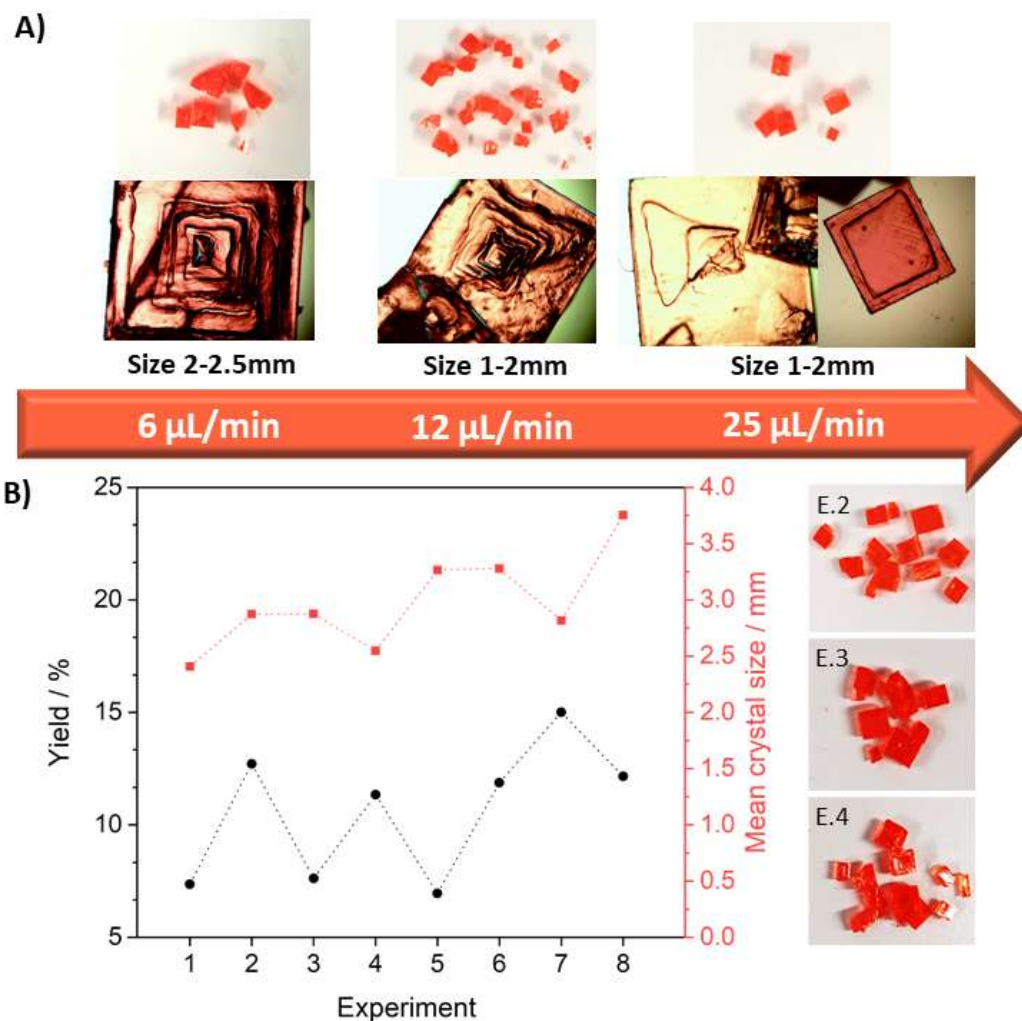 A)
Size 2-2.5mm
Size 1-2mm
Size 1-2mm
6 µL/min
12 µL/min
25 µL/min
B)
25
20
15
10
5
Yield / %
1
2
3
4
5
6
7
8
Experiment
4.0
3.5
3.0
2.5
2.0
1.5
1.0
0.5
0.0
Mean crystal size / mm
E.2
E.3
E.4